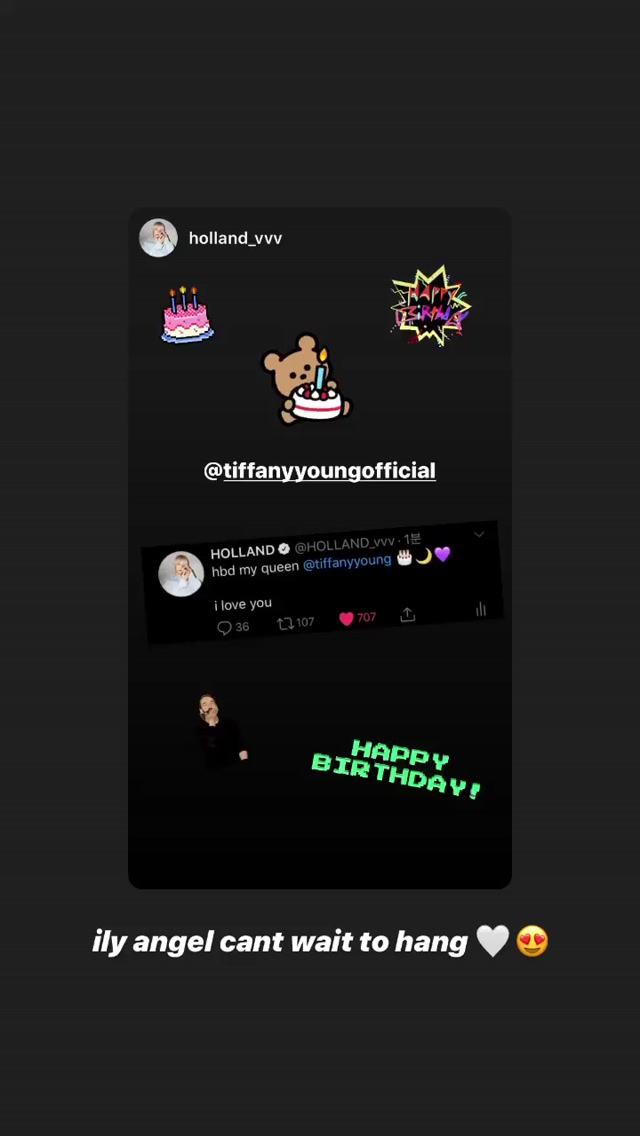 holland_vvv
HAPPY
BiRthdAy
@tiffanyyoungofficial
HOLLAND @HOLLAND_vvv · 1분
hbd my queen @tiffanyyoung 🎂🌙💜
i love you
36 107 707
HAPPY
BIRTHDAY!
ily angel cant wait to hang 🤍😍